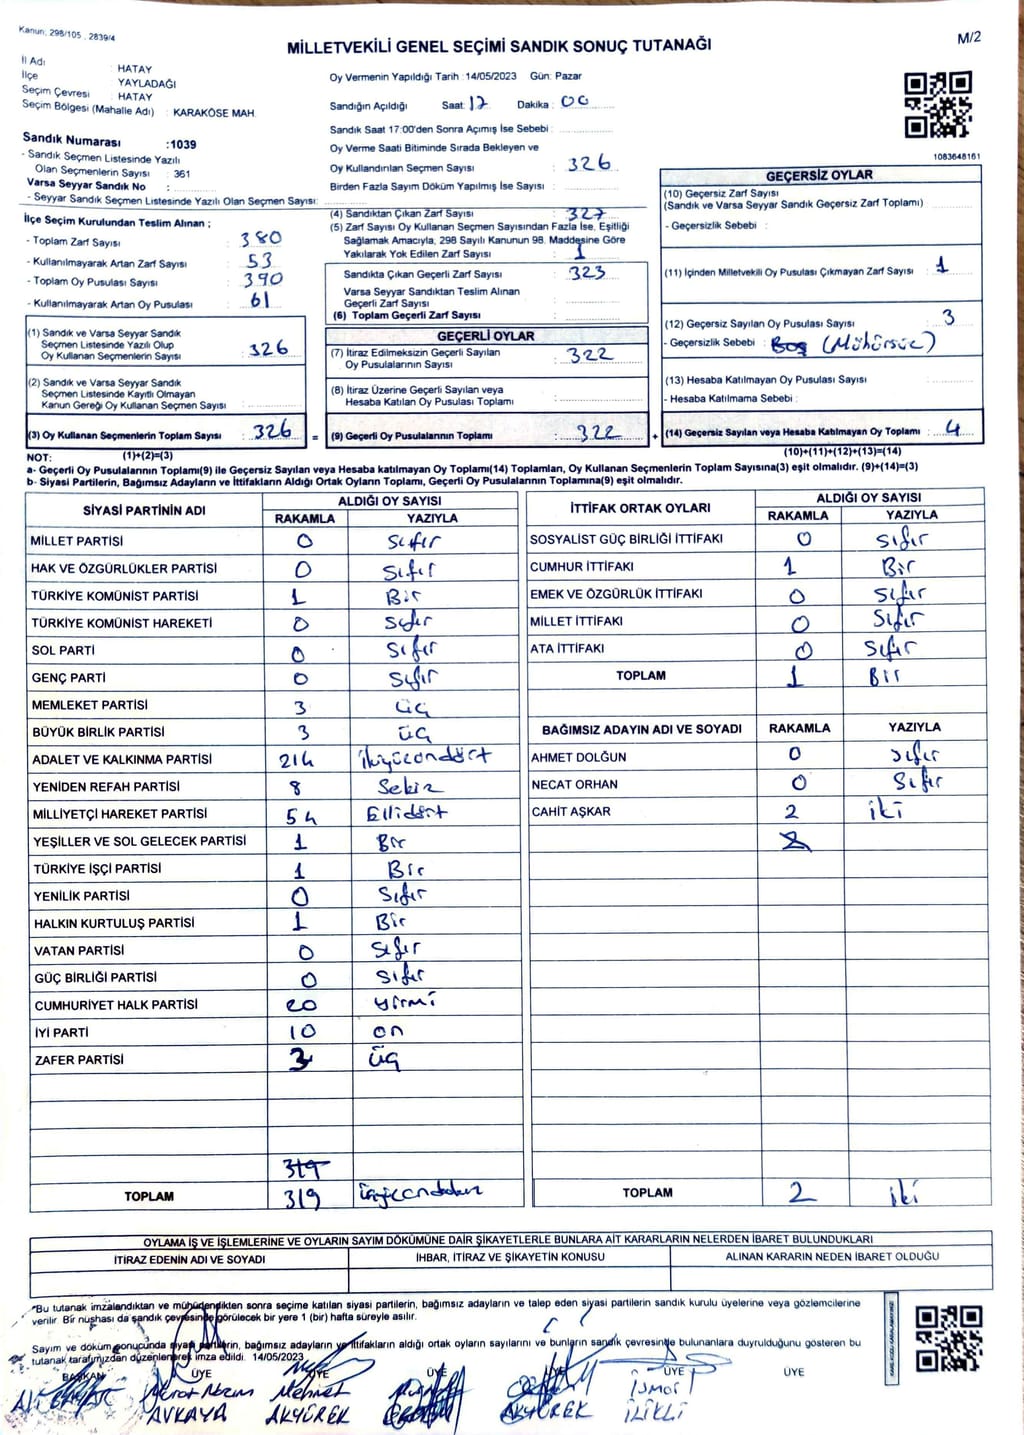 Kanun: 298/105 , 2839/4
MİLLETVEKİLİ GENEL SEÇİMİ SANDIK SONUÇ TUTANAĞI
M/2
İl Adı : HATAY
İlçe : YAYLADAĞI
Seçim Çevresi : HATAY
Seçim Bölgesi (Mahalle Adı) : KARAKÖSE MAH.
Sandık Numarası :1039
- Sandık Seçmen Listesinde Yazılı
Olan Seçmenlerin Sayısı : 361
Varsa Seyyar Sandık No :
- Seyyar Sandık Seçmen Listesinde Yazılı Olan Seçmen Sayısı:
Oy Vermenin Yapıldığı Tarih :14/05/2023 Gün: Pazar
Sandığın Açıldığı Saat: 17 Dakika : 00
Sandık Saat 17:00'den Sonra Açımış İse Sebebi :
Oy Verme Saati Bitiminde Sırada Bekleyen ve
Oy Kullandırılan Seçmen Sayısı : 326
Birden Fazla Sayım Döküm Yapılmış İse Sayısı :
1083648161
İlçe Seçim Kurulundan Teslim Alınan ;
- Toplam Zarf Sayısı : 380
- Kullanılmayarak Artan Zarf Sayısı : 53
- Toplam Oy Pusulası Sayısı : 390
- Kullanılmayarak Artan Oy Pusulası : 61
(1) Sandık ve Varsa Seyyar Sandık
Seçmen Listesinde Yazılı Olup
Oy Kullanan Seçmenlerin Sayısı : 326
(2) Sandık ve Varsa Seyyar Sandık
Seçmen Listesinde Kayıtlı Olmayan
Kanun Gereği Oy Kullanan Seçmen Sayısı :
(3) Oy Kullanan Seçmenlerin Toplam Sayısı : 326 =
(4) Sandıktan Çıkan Zarf Sayısı : 327
(5) Zarf Sayısı Oy Kullanan Seçmen Sayısından Fazla İse, Eşitliği
Sağlamak Amacıyla, 298 Sayılı Kanunun 98. Maddesine Göre
Yakılarak Yok Edilen Zarf Sayısı : 1
Sandıkta Çıkan Geçerli Zarf Sayısı : 323
Varsa Seyyar Sandıktan Teslim Alınan
Geçerli Zarf Sayısı :
(6) Toplam Geçerli Zarf Sayısı :
GEÇERLİ OYLAR
(7) İtiraz Edilmeksizin Geçerli Sayılan
Oy Pusulalarının Sayısı : 322
(8) İtiraz Üzerine Geçerli Sayılan veya
Hesaba Katılan Oy Pusulası Toplamı :
(9) Geçerli Oy Pusulalarının Toplamı : 322 +
GEÇERSİZ OYLAR
(10) Geçersiz Zarf Sayısı
(Sandık ve Varsa Seyyar Sandık Geçersiz Zarf Toplamı) :
- Geçersizlik Sebebi :
(11) İçinden Milletvekili Oy Pusulası Çıkmayan Zarf Sayısı : 1
(12) Geçersiz Sayılan Oy Pusulası Sayısı : 3
- Geçersizlik Sebebi : Boş (Mühürsüz)
(13) Hesaba Katılmayan Oy Pusulası Sayısı :
- Hesaba Katılmama Sebebi :
(14) Geçersiz Sayılan veya Hesaba Katılmayan Oy Toplamı : 4
NOT: (1)+(2)=(3) (10)+(11)+(12)+(13)=(14)
a- Geçerli Oy Pusulalarının Toplamı(9) ile Geçersiz Sayılan veya Hesaba katılmayan Oy Toplamı(14) Toplamları, Oy Kullanan Seçmenlerin Toplam Sayısına(3) eşit olmalıdır. (9)+(14)=(3)
b- Siyasi Partilerin, Bağımsız Adayların ve İttifakların Aldığı Ortak Oyların Toplamı, Geçerli Oy Pusulalarının Toplamına(9) eşit olmalıdır.
SİYASİ PARTİNİN ADI ALDIĞI OY SAYISI
RAKAMLA YAZIYLA
MİLLET PARTİSİ 0 Sıfır
HAK VE ÖZGÜRLÜKLER PARTİSİ 0 Sıfır
TÜRKİYE KOMÜNİST PARTİSİ 1 Bir
TÜRKİYE KOMÜNİST HAREKETİ 0 Sıfır
SOL PARTİ 0 Sıfır
GENÇ PARTİ 0 Sıfır
MEMLEKET PARTİSİ 3 üç
BÜYÜK BİRLİK PARTİSİ 3 üç
ADALET VE KALKINMA PARTİSİ 214 ikiyüzondört
YENİDEN REFAH PARTİSİ 8 Sekiz
MİLLİYETÇİ HAREKET PARTİSİ 54 Ellidört
YEŞİLLER VE SOL GELECEK PARTİSİ 1 Bir
TÜRKİYE İŞÇİ PARTİSİ 1 Bir
YENİLİK PARTİSİ 0 Sıfır
HALKIN KURTULUŞ PARTİSİ 1 Bir
VATAN PARTİSİ 0 Sıfır
GÜÇ BİRLİĞİ PARTİSİ 0 Sıfır
CUMHURİYET HALK PARTİSİ 20 yirmi
İYİ PARTİ 10 on
ZAFER PARTİSİ 3 üç
319
TOPLAM 319 üçyüzondokuz
İTTİFAK ORTAK OYLARI ALDIĞI OY SAYISI
RAKAMLA YAZIYLA
SOSYALİST GÜÇ BİRLİĞİ İTTİFAKI 0 Sıfır
CUMHUR İTTİFAKI 1 Bir
EMEK VE ÖZGÜRLÜK İTTİFAKI 0 Sıfır
MİLLET İTTİFAKI 0 Sıfır
ATA İTTİFAKI 0 Sıfır
TOPLAM 1 Bir
BAĞIMSIZ ADAYIN ADI VE SOYADI RAKAMLA YAZIYLA
AHMET DOLĞUN 0 Sıfır
NECAT ORHAN 0 Sıfır
CAHİT AŞKAR 2 iki
TOPLAM 2 iki
OYLAMA İŞ VE İŞLEMLERİNE VE OYLARIN SAYIM DÖKÜMÜNE DAİR ŞİKAYETLERLE BUNLARA AİT KARARLARIN NELERDEN İBARET BULUNDUKLARI
İTİRAZ EDENİN ADI VE SOYADI İHBAR, İTİRAZ VE ŞİKAYETİN KONUSU ALINAN KARARIN NEDEN İBARET OLDUĞU
*Bu tutanak imzalandıktan ve mühürlendikten sonra seçime katılan siyasi partilerin, bağımsız adayların ve talep eden siyasi partilerin sandık kurulu üyelerine veya gözlemcilerine
verilir. Bir nushası da sandık çevresinde görülecek bir yere 1 (bir) hafta süreyle asılır.
Sayım ve döküm sonucunda siyasi partilerin, bağımsız adayların ve İttifakların aldığı ortak oyların sayılarını ve bunların sandık çevresinde bulunanlara duyrulduğunu gösteren bu
tutanak tarafımızdan düzenlenerek imza edildi. 14/05/2023
BAŞKAN ÜYE ÜYE ÜYE ÜYE ÜYE ÜYE
Murat Nazım Mehmet İsmail
AVKAYA AKYÜREK AKYÜREK İLİKLİ